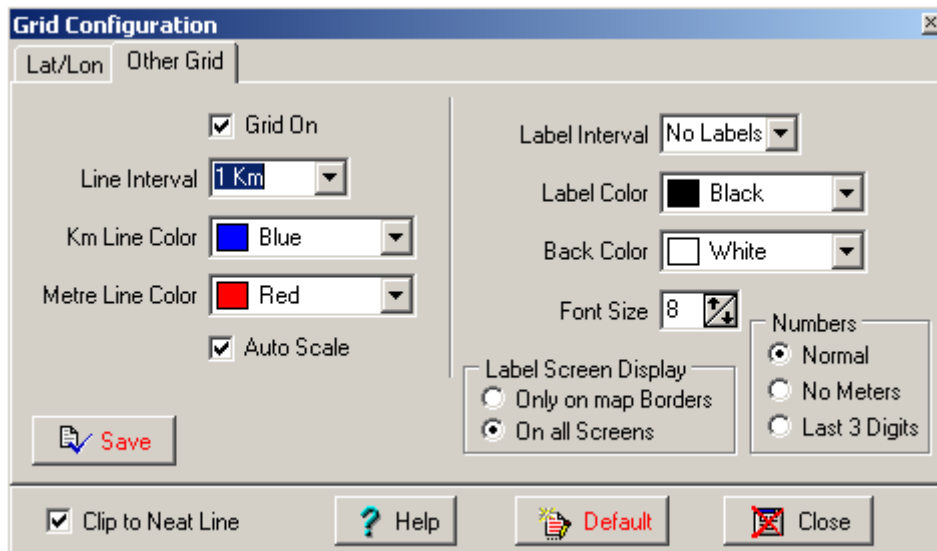 Grid Configuration
Lat/Lon
Other Grid
Grid On
Line Interval 1 Km
Km Line Color Blue
Metre Line Color Red
Auto Scale
Save
Label Interval No Labels
Label Color Black
Back Color White
Font Size 8
Label Screen Display
Only on map Borders
On all Screens
Numbers
Normal
No Meters
Last 3 Digits
Clip to Neat Line
? Help
Default
Close